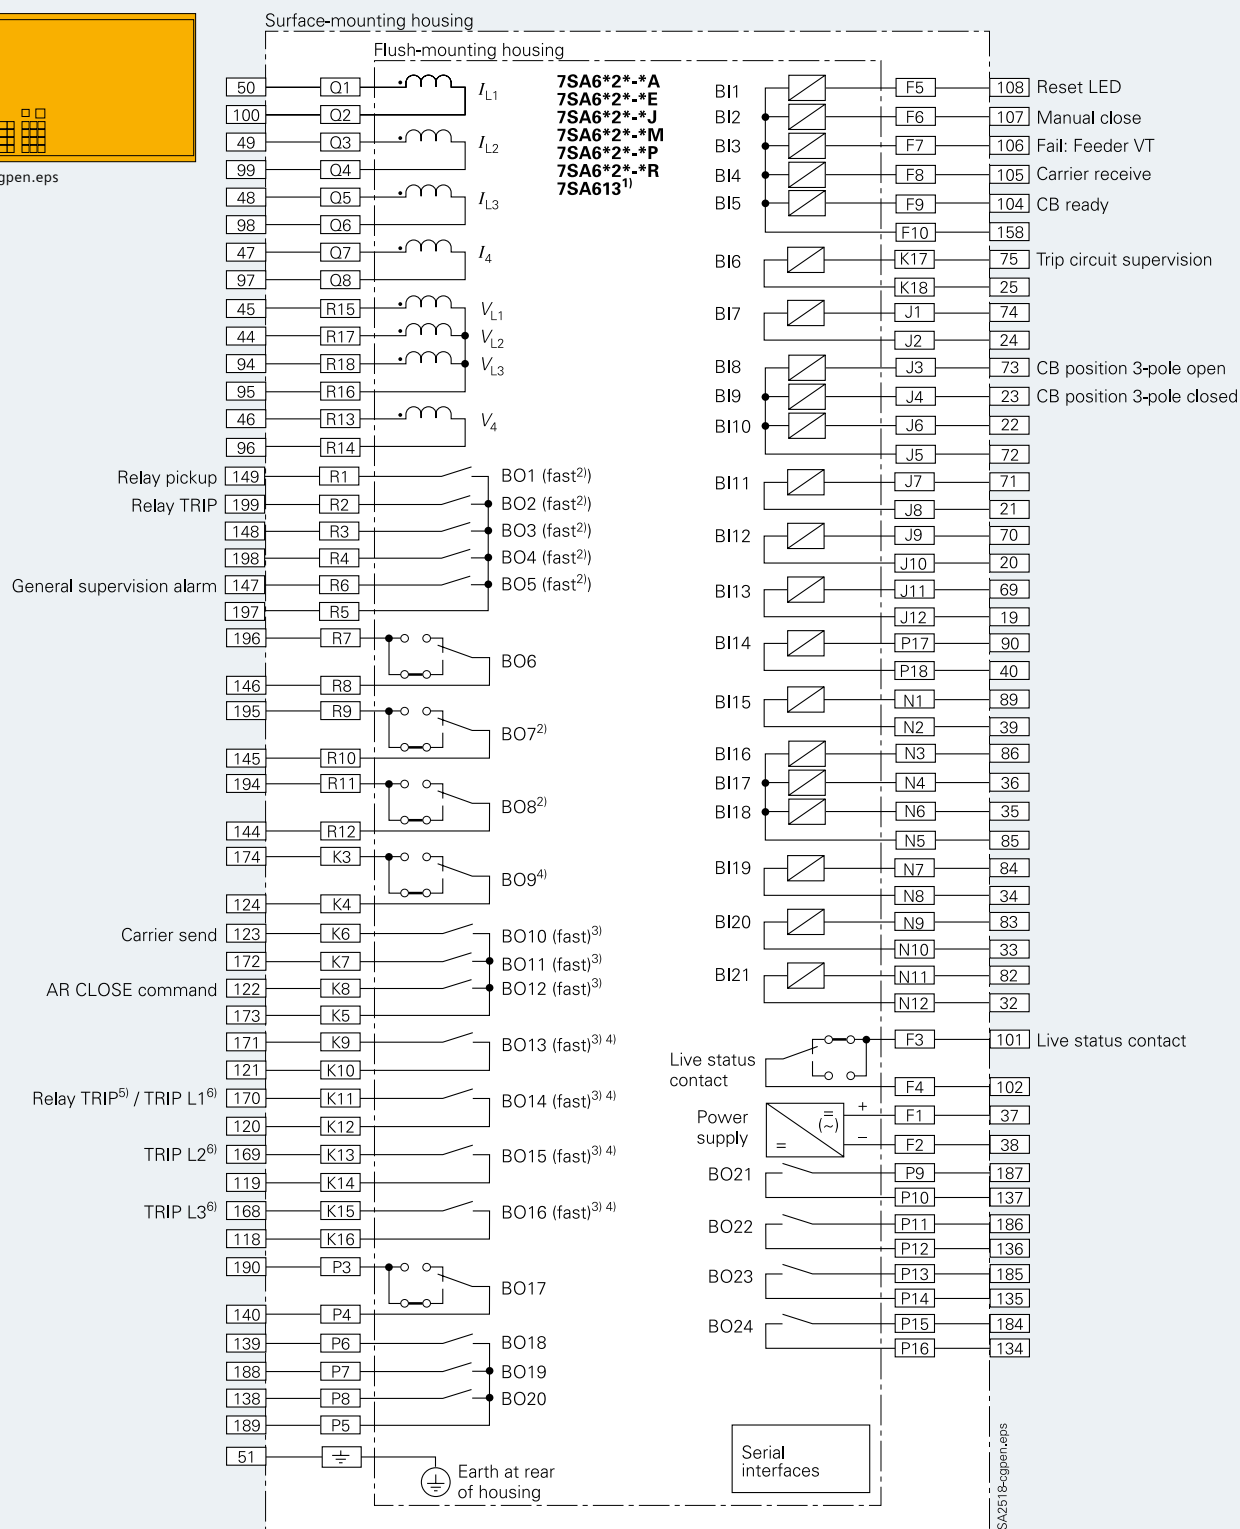 Surface-mounting housing
Flush-mounting housing
gpen.eps
7SA6*2*-*A
7SA6*2*-*E
7SA6*2*-*J
7SA6*2*-*M
7SA6*2*-*P
7SA6*2*-*R
7SA613¹⁾
50 Q1 I_L1
100 Q2
49 Q3 I_L2
99 Q4
48 Q5 I_L3
98 Q6
47 Q7 I_4
97 Q8
45 R15 V_L1
44 R17 V_L2
94 R18 V_L3
95 R16
46 R13 V_4
96 R14
Relay pickup 149 R1 BO1 (fast²⁾)
Relay TRIP 199 R2 BO2 (fast²⁾)
148 R3 BO3 (fast²⁾)
198 R4 BO4 (fast²⁾)
General supervision alarm 147 R6 BO5 (fast²⁾)
197 R5
196 R7
BO6
146 R8
195 R9
BO7²⁾
145 R10
194 R11
BO8²⁾
144 R12
174 K3
BO9⁴⁾
124 K4
Carrier send 123 K6 BO10 (fast)³⁾
172 K7 BO11 (fast)³⁾
AR CLOSE command 122 K8 BO12 (fast)³⁾
173 K5
171 K9 BO13 (fast)³⁾ ⁴⁾
121 K10
Relay TRIP⁵⁾ / TRIP L1⁶⁾ 170 K11 BO14 (fast)³⁾ ⁴⁾
120 K12
TRIP L2⁶⁾ 169 K13 BO15 (fast)³⁾ ⁴⁾
119 K14
TRIP L3⁶⁾ 168 K15 BO16 (fast)³⁾ ⁴⁾
118 K16
190 P3
BO17
140 P4
139 P6 BO18
188 P7 BO19
138 P8 BO20
189 P5
51
Earth at rear
of housing
BI1 F5 108 Reset LED
BI2 F6 107 Manual close
BI3 F7 106 Fail: Feeder VT
BI4 F8 105 Carrier receive
BI5 F9 104 CB ready
F10 158
BI6 K17 75 Trip circuit supervision
K18 25
BI7 J1 74
J2 24
BI8 J3 73 CB position 3-pole open
BI9 J4 23 CB position 3-pole closed
BI10 J6 22
J5 72
BI11 J7 71
J8 21
BI12 J9 70
J10 20
BI13 J11 69
J12 19
BI14 P17 90
P18 40
BI15 N1 89
N2 39
BI16 N3 86
BI17 N4 36
BI18 N6 35
N5 85
BI19 N7 84
N8 34
BI20 N9 83
N10 33
BI21 N11 82
N12 32
F3 101 Live status contact
Live status
contact
F4 102
Power
supply
= (~) = + F1 37
− F2 38
BO21 P9 187
P10 137
BO22 P11 186
P12 136
BO23 P13 185
P14 135
BO24 P15 184
P16 134
Serial
interfaces
SA2518-cgpen.eps